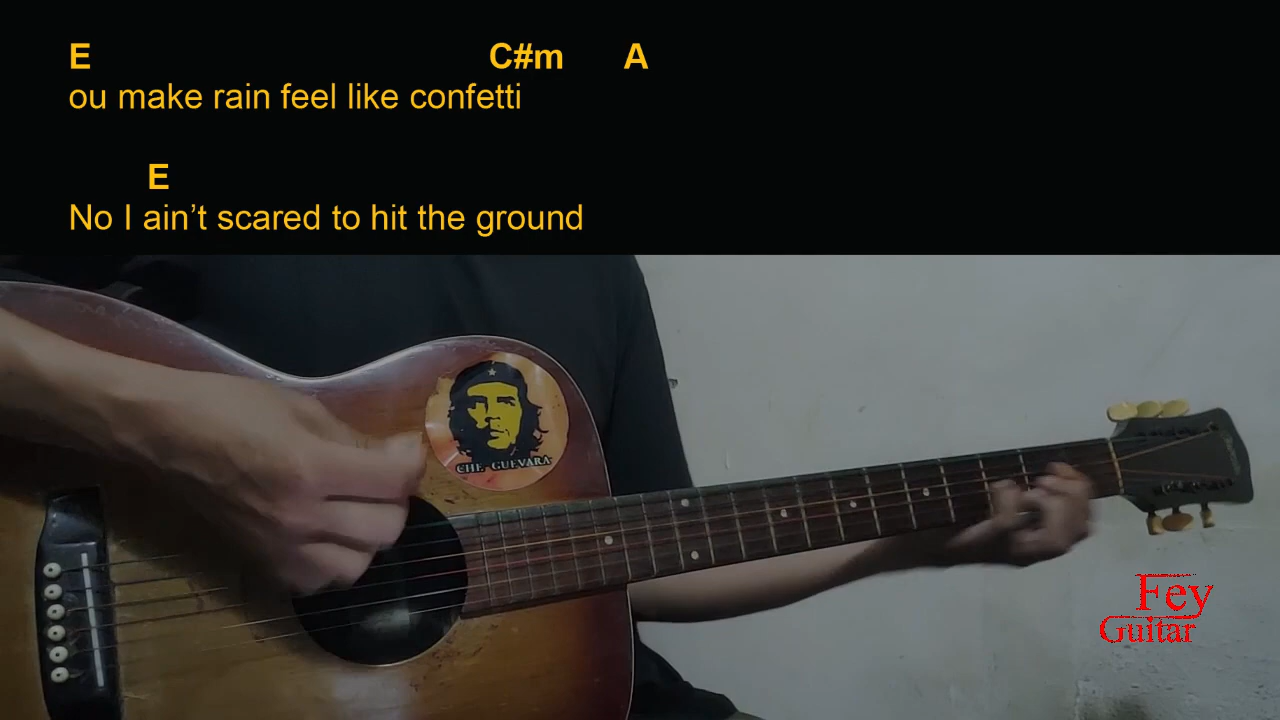 E C#m A
ou make rain feel like confetti
E
No I ain’t scared to hit the ground
CHE GUEVARA
Fey
Guitar